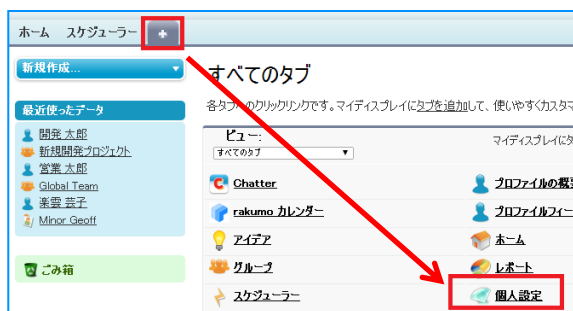 ホーム スケジューラー +
新規作成...
最近使ったデータ
開発 太郎
新規開発プロジェクト
営業 太郎
Global Team
楽雲 芸子
Minor Geoff
ごみ箱
すべてのタブ
各タブへのクリックリンクです。マイディスプレイにタブを追加して、使いやすくカスタマ
ビュー:
すべてのタブ
マイディスプレイにタ
Chatter
プロファイルの概要
rakumo カレンダー
プロファイルフィー
アイデア
ホーム
グループ
レポート
スケジューラー
個人設定